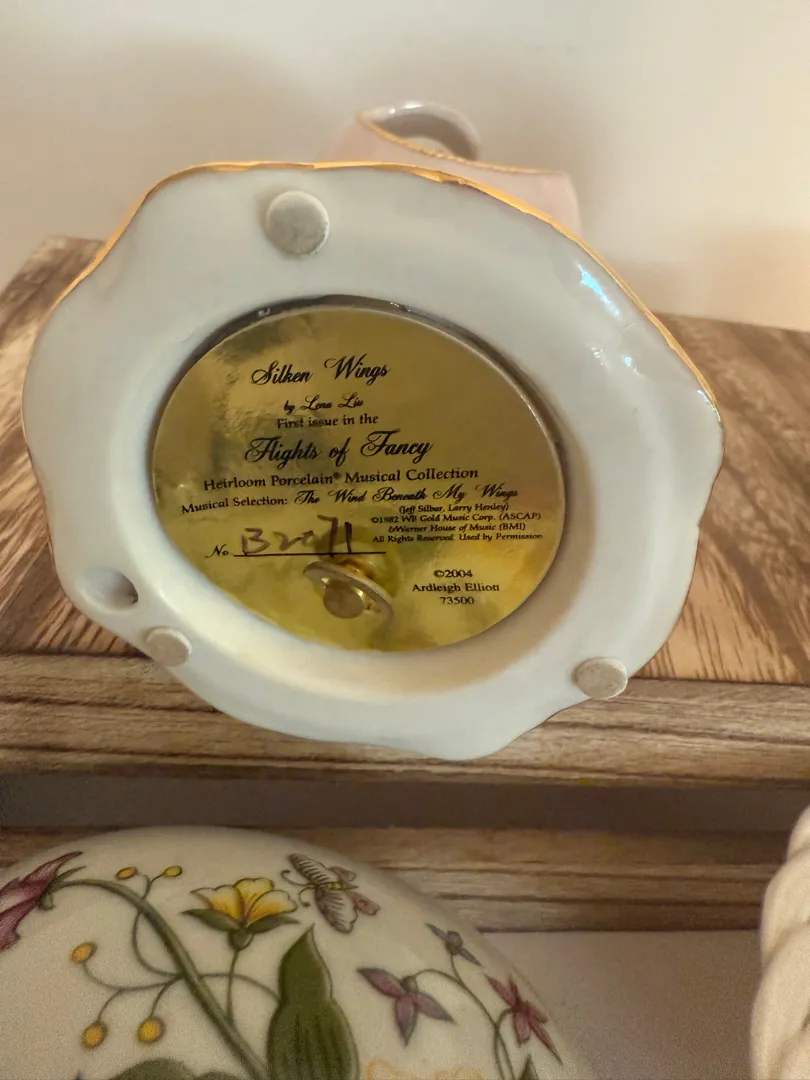 Silken Wings
by Lena Liu
First issue in the
Flights of Fancy
Heirloom Porcelain® Musical Collection
Musical Selection: The Wind Beneath My Wings
(Jeff Silbar, Larry Henley)
©1982 WB Gold Music Corp. (ASCAP)
&Warner House of Music (BMI)
All Rights Reserved. Used by Permission
No B2071
©2004
Ardleigh Elliott
73500